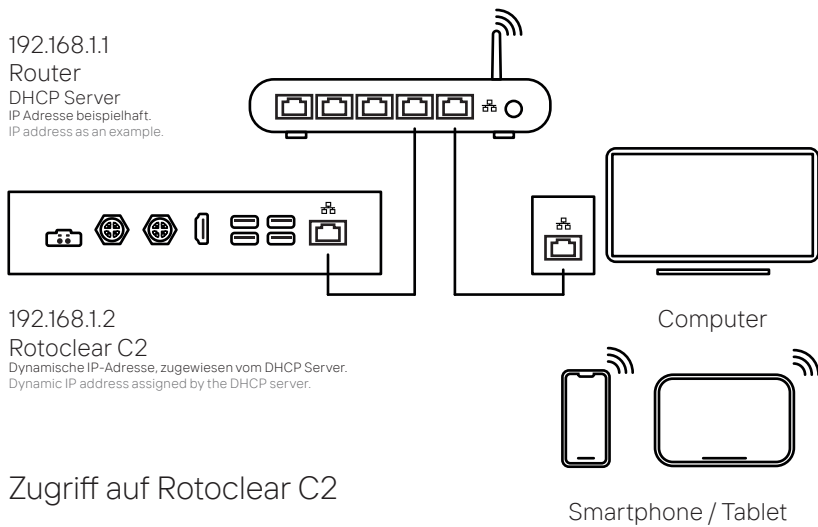 192.168.1.1
Router
DHCP Server
IP Adresse beispielhaft.
IP address as an example.
192.168.1.2
Rotoclear C2
Dynamische IP-Adresse, zugewiesen vom DHCP Server.
Dynamic IP address assigned by the DHCP server.
Computer
Zugriff auf Rotoclear C2
Smartphone / Tablet